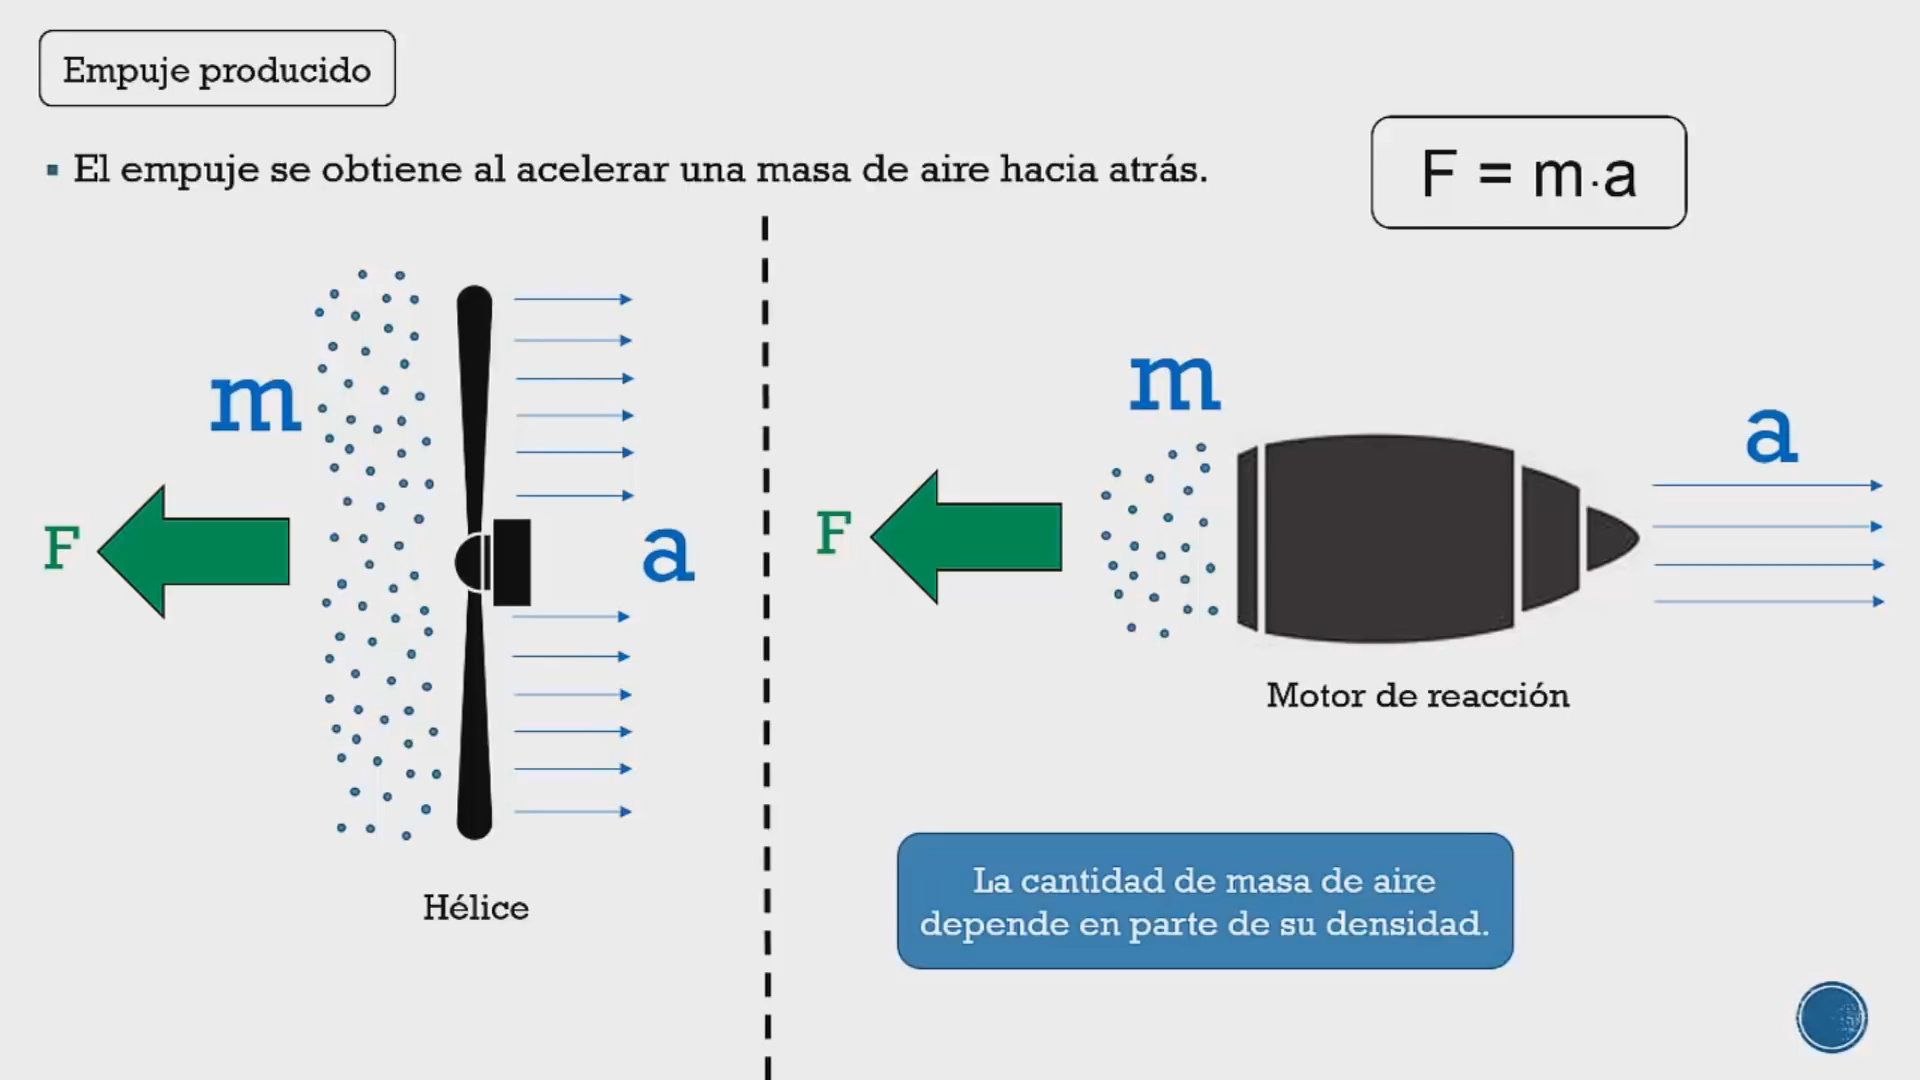 Empuje producido
▪ El empuje se obtiene al acelerar una masa de aire hacia atrás.
F = m·a
m
F
a
Hélice
m
F
a
Motor de reacción
La cantidad de masa de aire
depende en parte de su densidad.